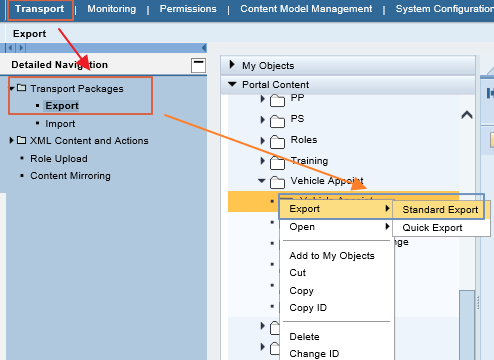 Transport | Monitoring | Permissions | Content Model Management | System Configuration
Export
Detailed Navigation
Transport Packages
Export
Import
XML Content and Actions
Role Upload
Content Mirroring
My Objects
Portal Content
PP
PS
Roles
Training
Vehicle Appoint
Vehicle Appoint
Export
Standard Export
Open
Quick Export
Add to My Objects
Cut
Copy
Copy ID
Delete
Change ID